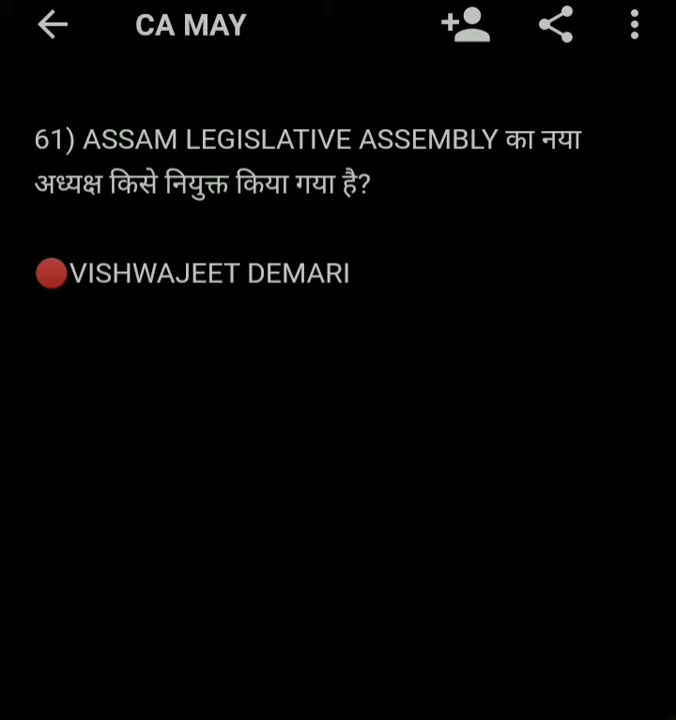 CA MAY
61) ASSAM LEGISLATIVE ASSEMBLY का नया
अध्यक्ष किसे नियुक्त किया गया है?
🔴VISHWAJEET DEMARI